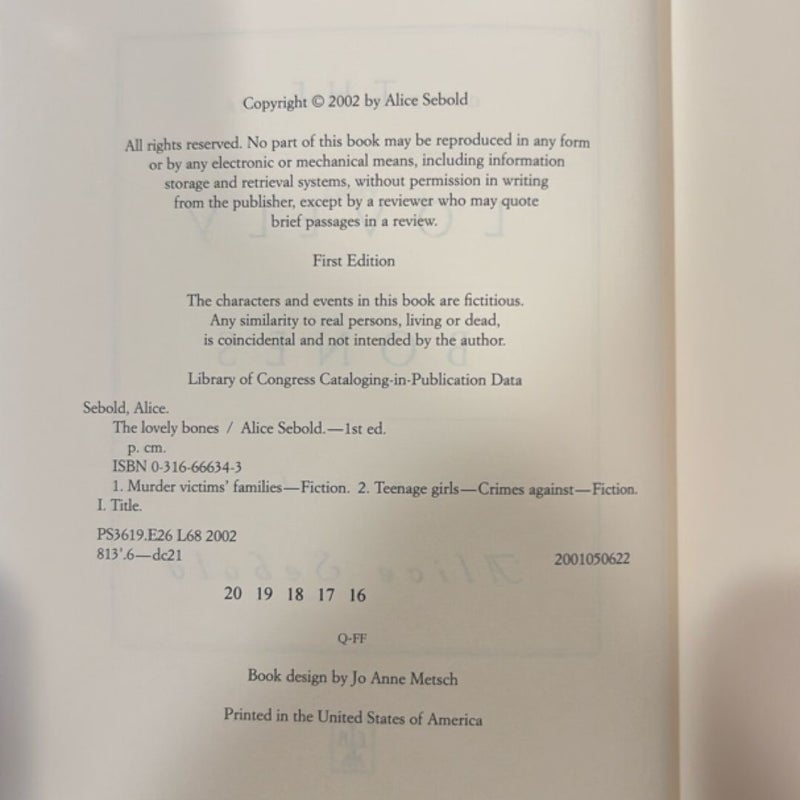 Copyright © 2002 by Alice Sebold
All rights reserved. No part of this book may be reproduced in any form
or by any electronic or mechanical means, including information
storage and retrieval systems, without permission in writing
from the publisher, except by a reviewer who may quote
brief passages in a review.
First Edition
The characters and events in this book are fictitious.
Any similarity to real persons, living or dead,
is coincidental and not intended by the author.
Library of Congress Cataloging-in-Publication Data
Sebold, Alice.
The lovely bones / Alice Sebold.—1st ed.
p. cm.
ISBN 0-316-66634-3
1. Murder victims' families—Fiction. 2. Teenage girls—Crimes against—Fiction.
I. Title.
PS3619.E26 L68 2002
813'.6—dc21 2001050622
20 19 18 17 16
Q-FF
Book design by Jo Anne Metsch
Printed in the United States of America